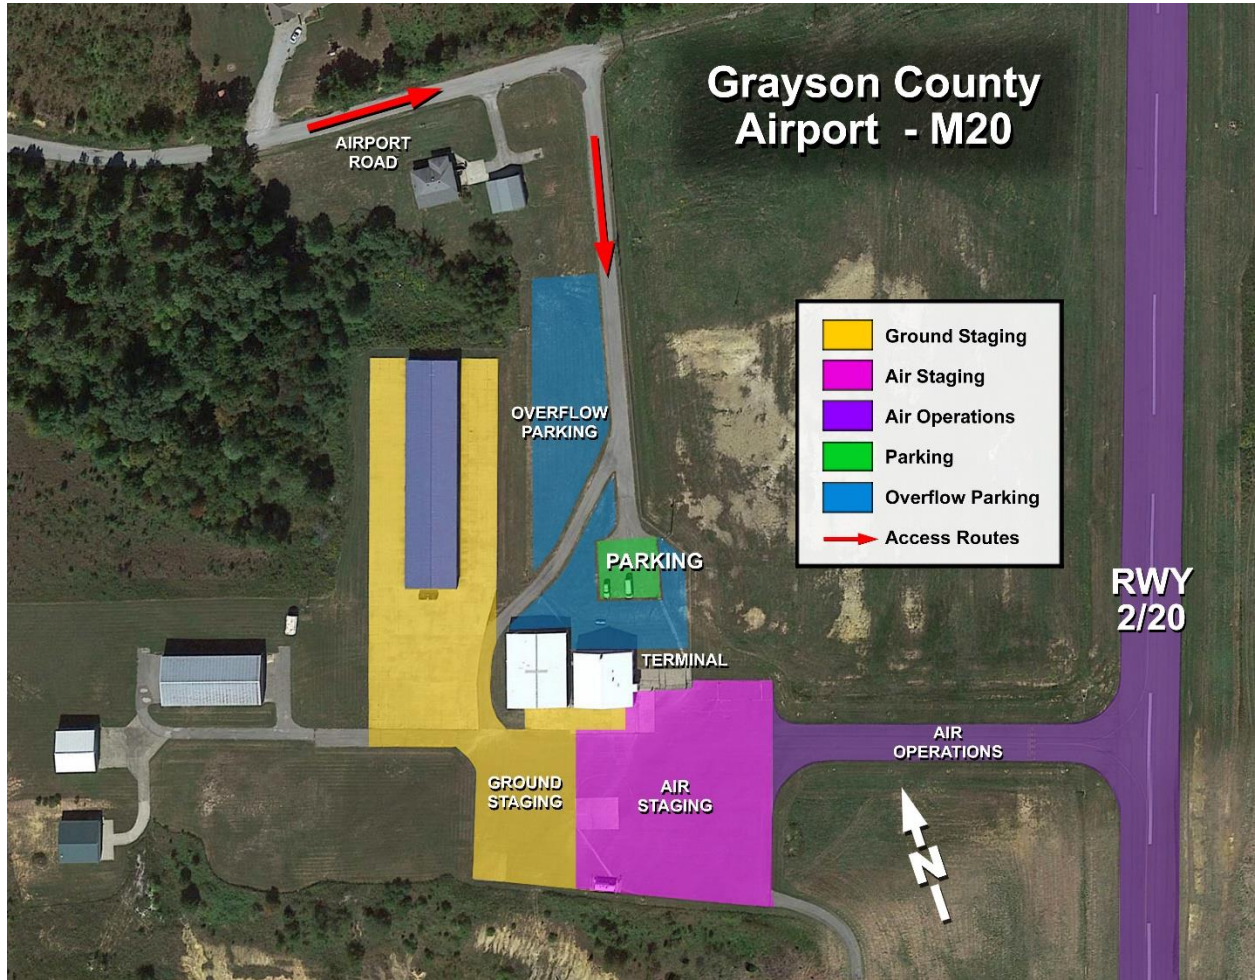 Grayson County
Airport - M20
AIRPORT
ROAD
Ground Staging
Air Staging
Air Operations
Parking
Overflow Parking
Access Routes
OVERFLOW
PARKING
PARKING
RWY
2/20
TERMINAL
AIR
OPERATIONS
GROUND
STAGING
AIR
STAGING
N